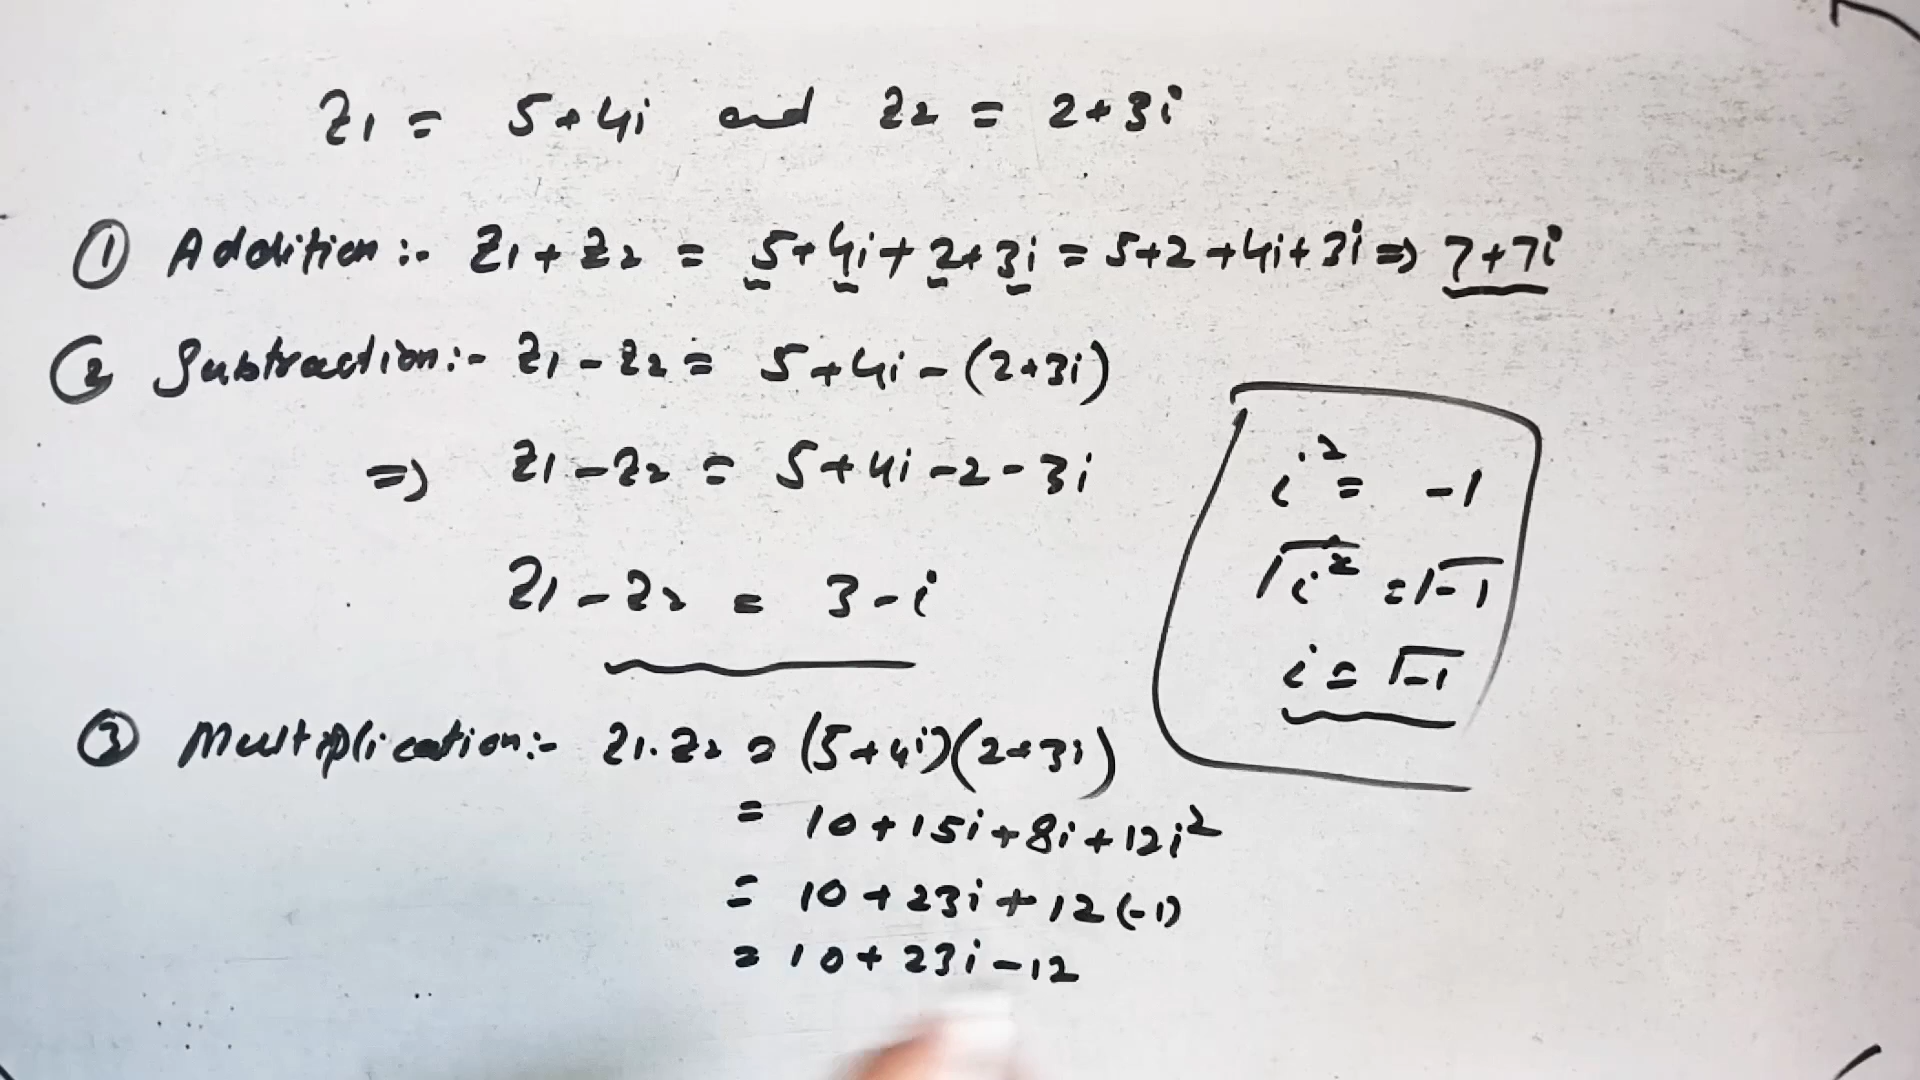 Z1 = 5+4i and Z2 = 2+3i
① Addition:- Z1 + Z2 = 5+4i+2+3i = 5+2+4i+3i => 7+7i
② Subtraction:- Z1 - Z2 = 5+4i-(2+3i)
=> Z1 - Z2 = 5+4i-2-3i
Z1 - Z2 = 3-i
i² = -1
√i² = √-1
i = √-1
③ Multiplication:- Z1.Z2 = (5+4i)(2+3i)
= 10+15i+8i+12i²
= 10+23i+12(-1)
= 10+23i-12